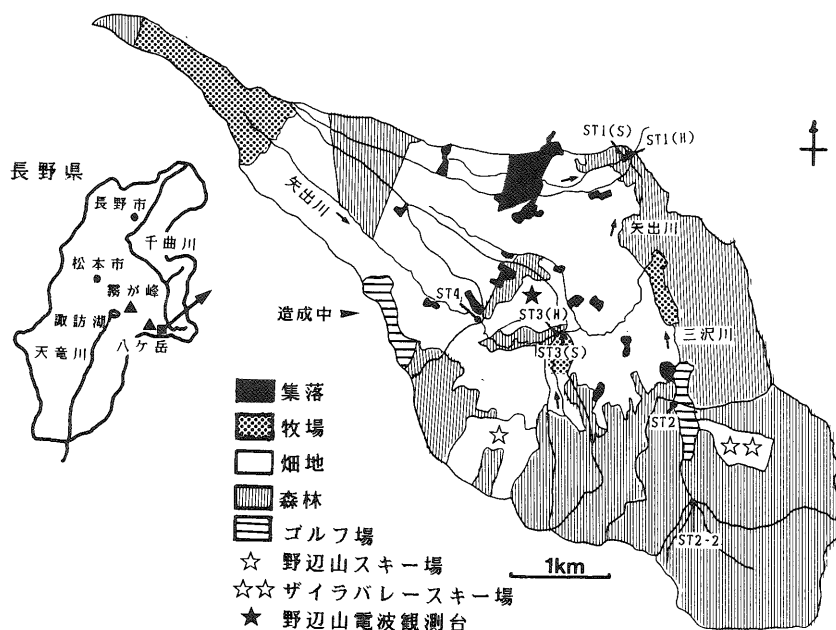 長野県
長野市
千曲川
松本市
霧が峰
諏訪湖
天竜川
八ケ岳
ST1(S)
ST1(H)
矢出川
矢出川
ST4
ST3(H)
造成中
ST3(S)
三沢川
ST2
ST2-2
集落
牧場
畑地
森林
ゴルフ場
野辺山スキー場
ザイラバレースキー場
野辺山電波観測台
1km